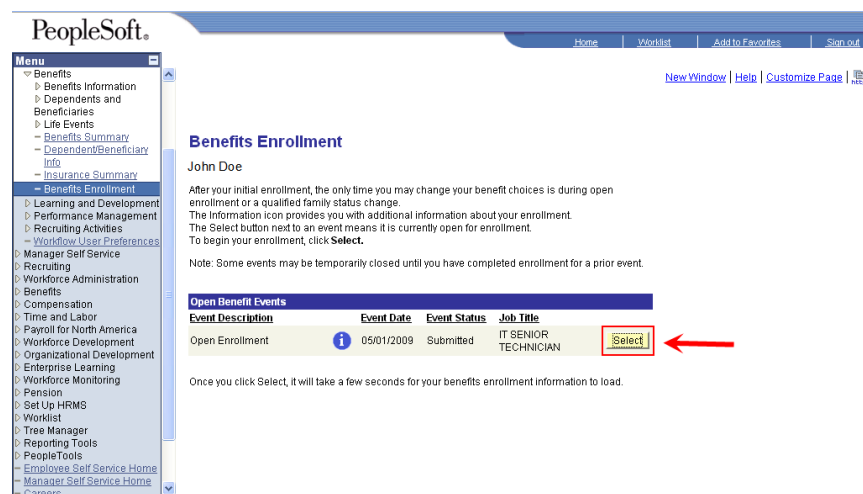 PeopleSoft.
Home | Worklist | Add to Favorites | Sign out
Menu
Benefits
Benefits Information
Dependents and
Beneficiaries
Life Events
Benefits Summary
Dependent/Beneficiary
Info
Insurance Summary
Benefits Enrollment
Learning and Development
Performance Management
Recruiting Activities
Workflow User Preferences
Manager Self Service
Recruiting
Workforce Administration
Benefits
Compensation
Time and Labor
Payroll for North America
Workforce Development
Organizational Development
Enterprise Learning
Workforce Monitoring
Pension
Set Up HRMS
Worklist
Tree Manager
Reporting Tools
PeopleTools
Employee Self Service Home
Manager Self Service Home
Careers
New Window | Help | Customize Page |
Benefits Enrollment
John Doe
After your initial enrollment, the only time you may change your benefit choices is during open
enrollment or a qualified family status change.
The Information icon provides you with additional information about your enrollment.
The Select button next to an event means it is currently open for enrollment.
To begin your enrollment, click Select.
Note: Some events may be temporarily closed until you have completed enrollment for a prior event.
Open Benefit Events
Event Description Event Date Event Status Job Title
Open Enrollment i 05/01/2009 Submitted IT SENIOR
TECHNICIAN Select
Once you click Select, it will take a few seconds for your benefits enrollment information to load.